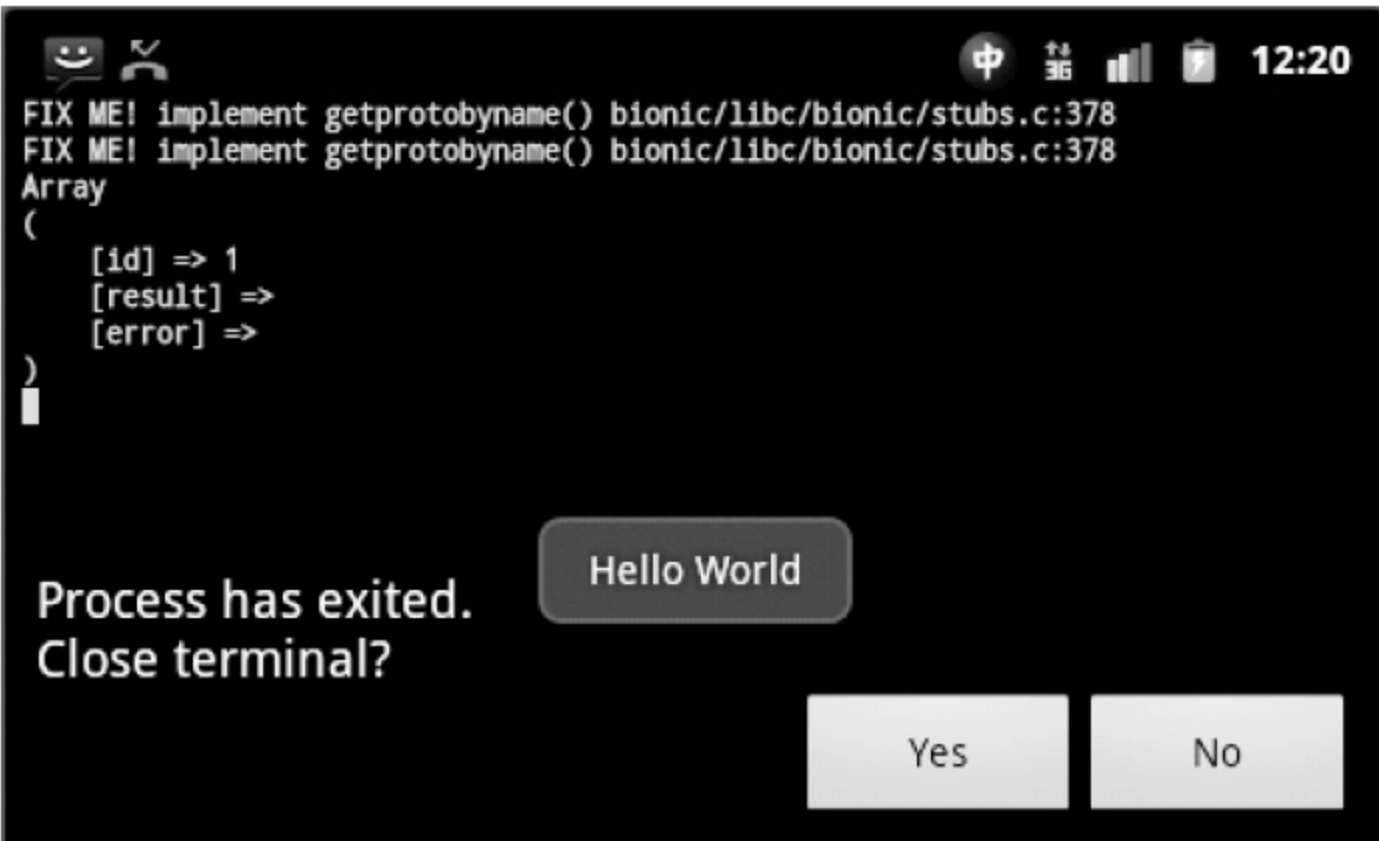 中 3G 12:20
FIX ME! implement getprotobyname() bionic/libc/bionic/stubs.c:378
FIX ME! implement getprotobyname() bionic/libc/bionic/stubs.c:378
Array
(
    [id] => 1
    [result] =>
    [error] =>
)
Hello World
Process has exited.
Close terminal?
Yes No